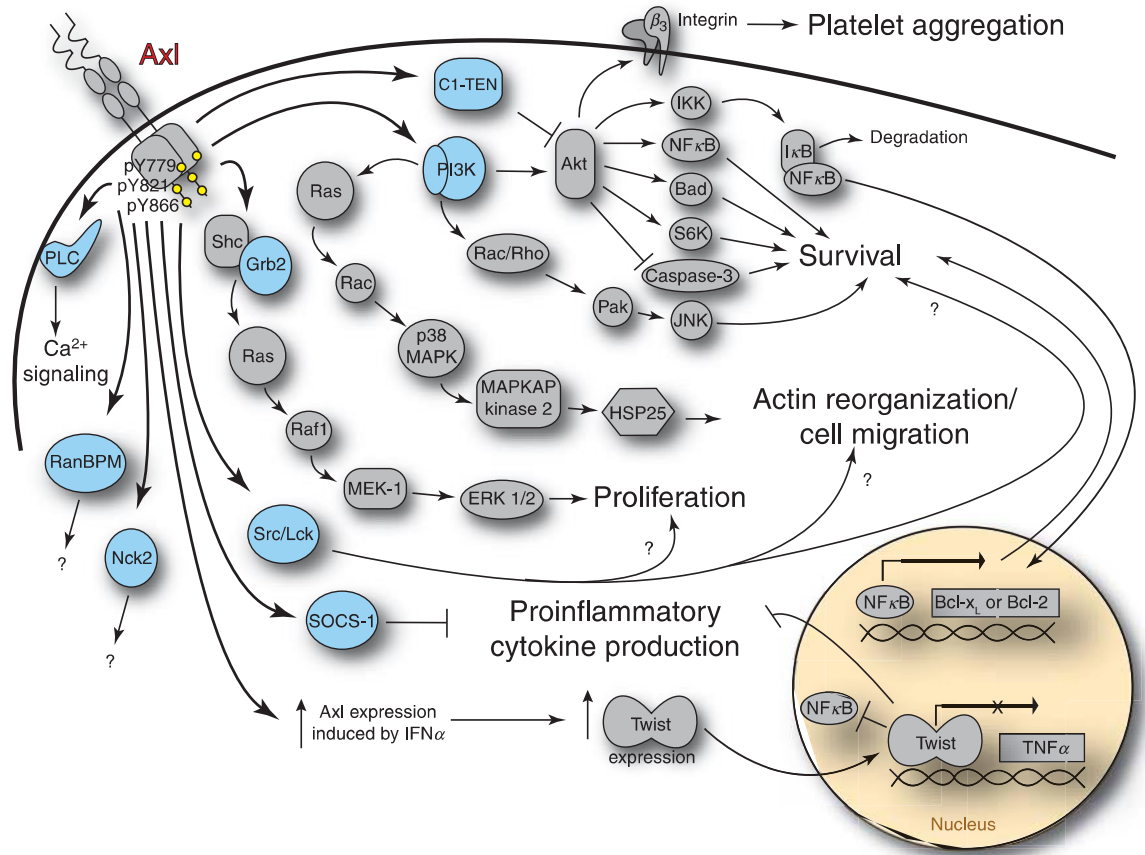 β₃
Integrin
Platelet aggregation
Axl
C1-TEN
IKK
IκB
NFκB
Degradation
pY779
pY821
pY866
PI3K
Akt
NFκB
Bad
S6K
Caspase-3
Survival
?
Ras
Shc
Grb2
PLC
Rac/Rho
Pak
JNK
Rac
Ca²⁺
signaling
Ras
p38
MAPK
MAPKAP
kinase 2
HSP25
Actin reorganization/
cell migration
?
Raf1
RanBPM
MEK-1
ERK 1/2
Proliferation
?
Src/Lck
Nck2
?
?
SOCS-1
Proinflammatory
cytokine production
NFκB
Bcl-x_L or Bcl-2
Axl expression
induced by IFNα
Twist
expression
NFκB
Twist
x
TNFα
Nucleus